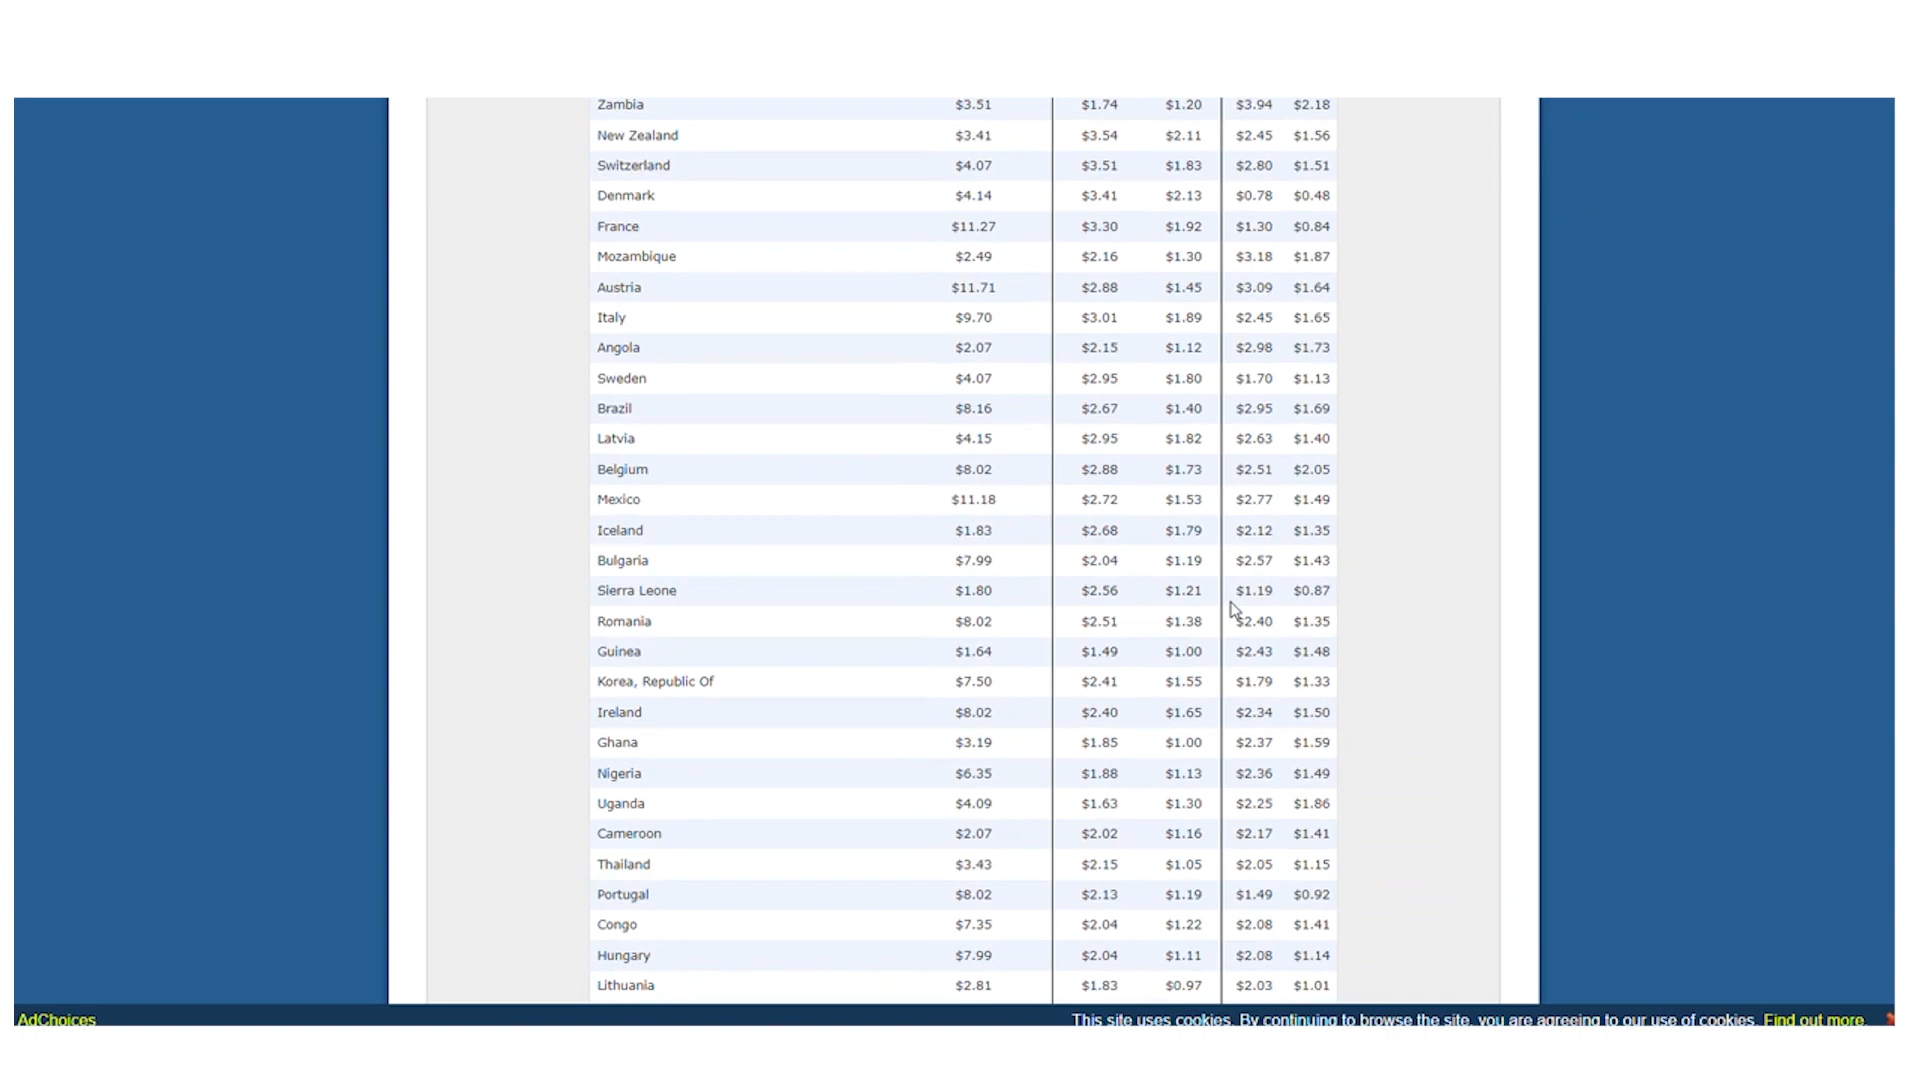 Zambia $3.51 $1.74 $1.20 $3.94 $2.18
New Zealand $3.41 $3.54 $2.11 $2.45 $1.56
Switzerland $4.07 $3.51 $1.83 $2.80 $1.51
Denmark $4.14 $3.41 $2.13 $0.78 $0.48
France $11.27 $3.30 $1.92 $1.30 $0.84
Mozambique $2.49 $2.16 $1.30 $3.18 $1.87
Austria $11.71 $2.88 $1.45 $3.09 $1.64
Italy $9.70 $3.01 $1.89 $2.45 $1.65
Angola $2.07 $2.15 $1.12 $2.98 $1.73
Sweden $4.07 $2.95 $1.80 $1.70 $1.13
Brazil $8.16 $2.67 $1.40 $2.95 $1.69
Latvia $4.15 $2.95 $1.82 $2.63 $1.40
Belgium $8.02 $2.88 $1.73 $2.51 $2.05
Mexico $11.18 $2.72 $1.53 $2.77 $1.49
Iceland $1.83 $2.68 $1.79 $2.12 $1.35
Bulgaria $7.99 $2.04 $1.19 $2.57 $1.43
Sierra Leone $1.80 $2.56 $1.21 $1.19 $0.87
Romania $8.02 $2.51 $1.38 $2.40 $1.35
Guinea $1.64 $1.49 $1.00 $2.43 $1.48
Korea, Republic Of $7.50 $2.41 $1.55 $1.79 $1.33
Ireland $8.02 $2.40 $1.65 $2.34 $1.50
Ghana $3.19 $1.85 $1.00 $2.37 $1.59
Nigeria $6.35 $1.88 $1.13 $2.36 $1.49
Uganda $4.09 $1.63 $1.30 $2.25 $1.86
Cameroon $2.07 $2.02 $1.16 $2.17 $1.41
Thailand $3.43 $2.15 $1.05 $2.05 $1.15
Portugal $8.02 $2.13 $1.19 $1.49 $0.92
Congo $7.35 $2.04 $1.22 $2.08 $1.41
Hungary $7.99 $2.04 $1.11 $2.08 $1.14
Lithuania $2.81 $1.83 $0.97 $2.03 $1.01
AdChoices This site uses cookies. By continuing to browse the site, you are agreeing to our use of cookies. Find out more.